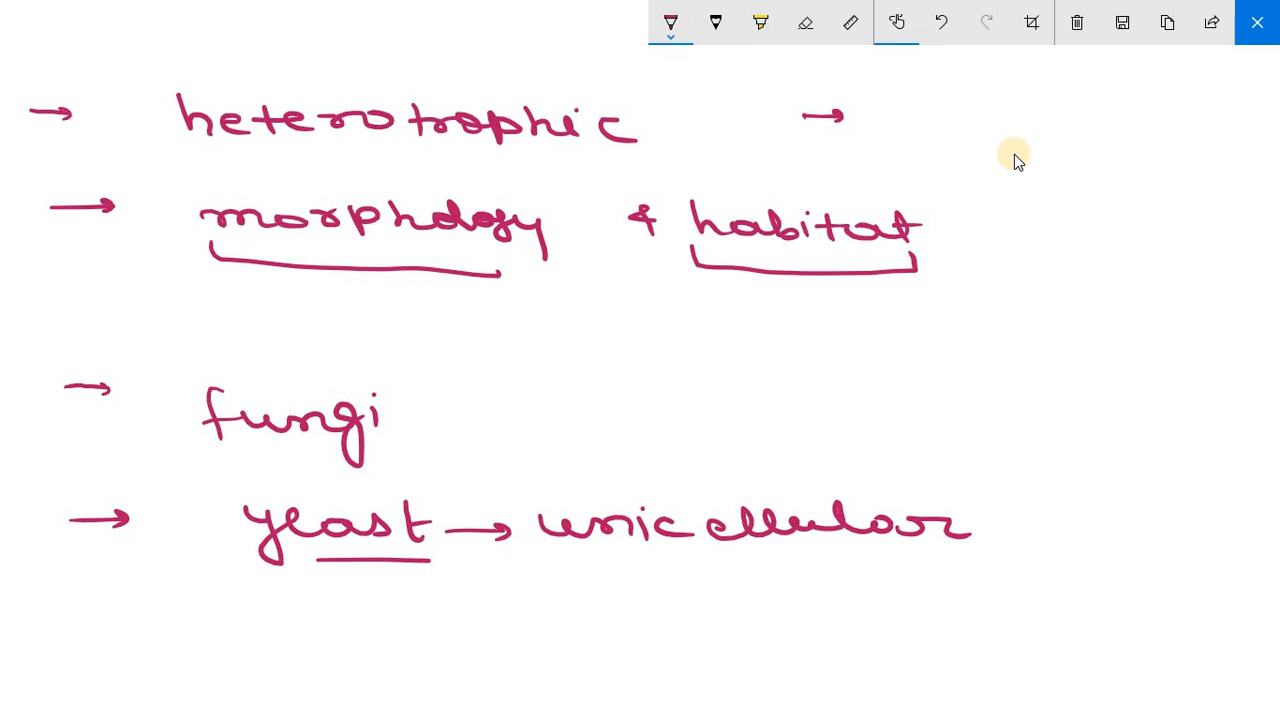 → heterotrophic →
→ morphology & habitat
→ fungi
→ yeast → unicellular